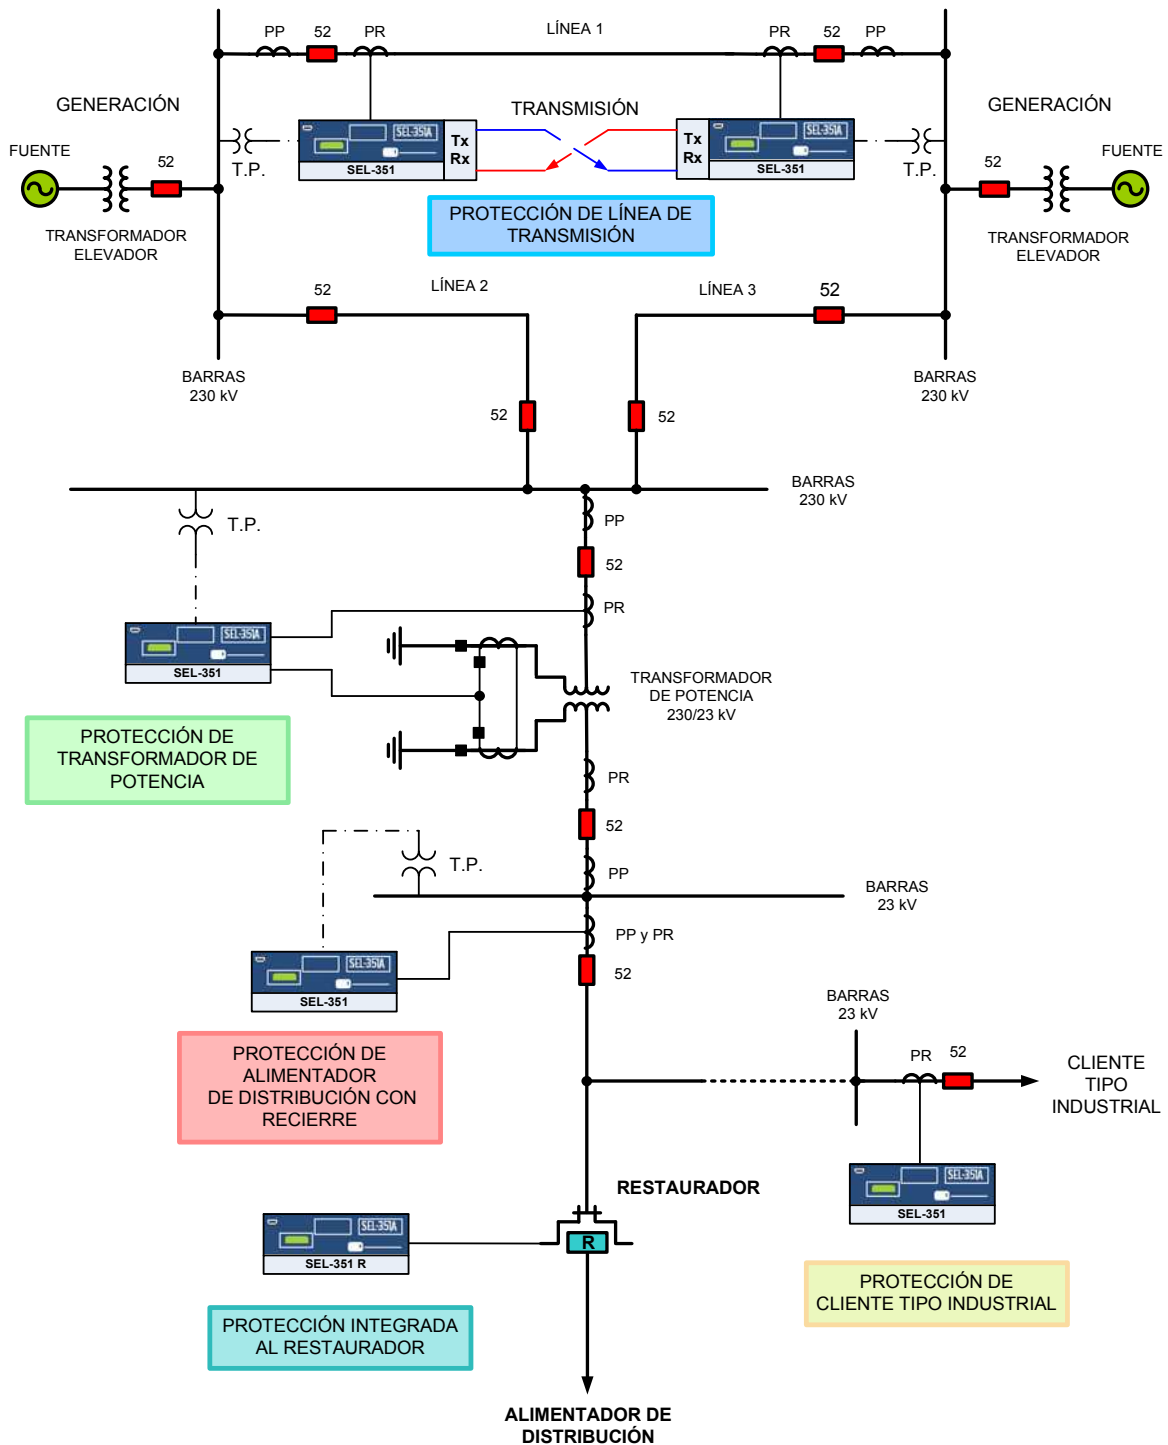 PP
52
PR
LÍNEA 1
PR
52
PP
GENERACIÓN
TRANSMISIÓN
GENERACIÓN
SEL-351A
SEL-351
Tx
Rx
Tx
Rx
SEL-351A
SEL-351
T.P.
T.P.
FUENTE
52
52
FUENTE
TRANSFORMADOR
ELEVADOR
PROTECCIÓN DE LÍNEA DE
TRANSMISIÓN
TRANSFORMADOR
ELEVADOR
52
LÍNEA 2
LÍNEA 3
52
BARRAS
230 kV
BARRAS
230 kV
52
52
BARRAS
230 kV
T.P.
PP
52
PR
SEL-351A
SEL-351
TRANSFORMADOR
DE POTENCIA
230/23 kV
PROTECCIÓN DE
TRANSFORMADOR DE
POTENCIA
PR
52
T.P.
PP
BARRAS
23 kV
PP y PR
SEL-351A
SEL-351
52
BARRAS
23 kV
PROTECCIÓN DE
ALIMENTADOR
DE DISTRIBUCIÓN CON
RECIERRE
PR
52
CLIENTE
TIPO
INDUSTRIAL
SEL-351A
SEL-351
RESTAURADOR
SEL-351A
SEL-351 R
R
PROTECCIÓN DE
CLIENTE TIPO INDUSTRIAL
PROTECCIÓN INTEGRADA
AL RESTAURADOR
ALIMENTADOR DE
DISTRIBUCIÓN